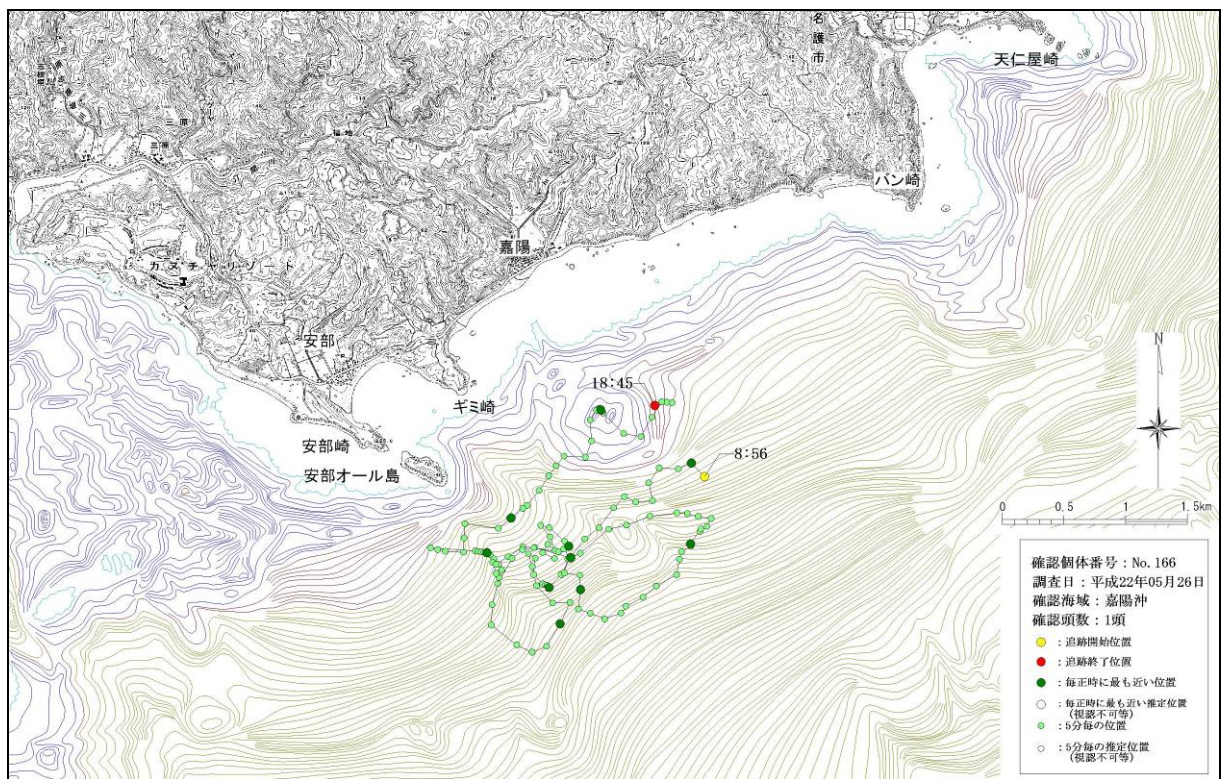 名護市
天仁屋崎
バン崎
三原
三原
福地
嘉陽
カヌチャリゾート
安部
ギミ崎
安部崎
安部オール島
18:45
8:56
N
0 0.5 1 1.5km
確認個体番号：No.166
調査日：平成22年05月26日
確認海域：嘉陽沖
確認頭数：1頭
：追跡開始位置
：追跡終了位置
：毎正時に最も近い位置
：毎正時に最も近い推定位置
(視認不可等)
：5分毎の位置
：5分毎の推定位置
(視認不可等)